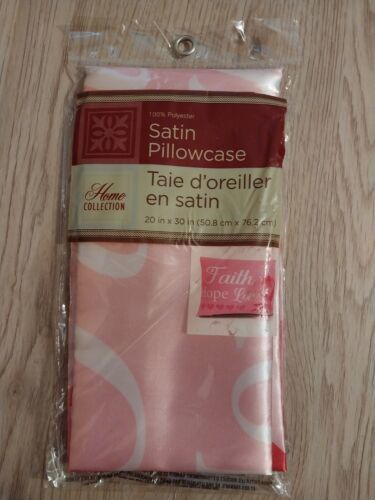 100% Polyester
Satin
Pillowcase
Home
COLLECTION
Taie d'oreiller
en satin
20 in x 30 in (50.8 cm x 76.2 cm)
Faith
Hope Love